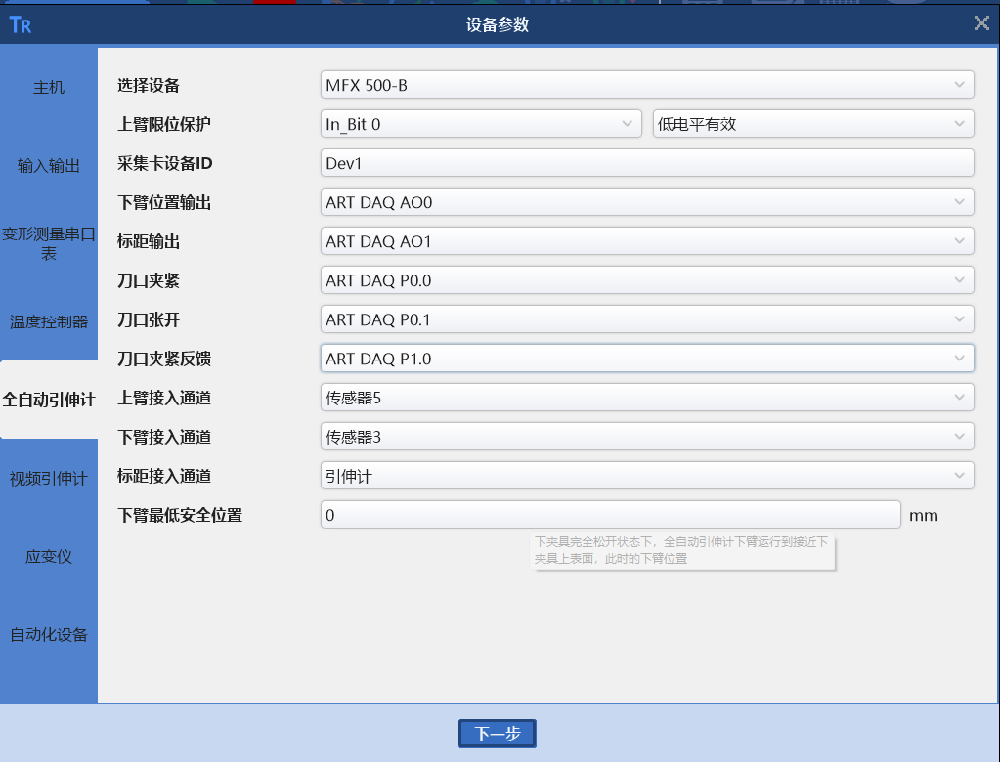 TR
设备参数
主机
输入输出
变形测量串口
表
温度控制器
全自动引伸计
视频引伸计
应变仪
自动化设备
选择设备 MFX 500-B
上臂限位保护 In_Bit 0 低电平有效
采集卡设备ID Dev1
下臂位置输出 ART DAQ AO0
标距输出 ART DAQ AO1
刀口夹紧 ART DAQ P0.0
刀口张开 ART DAQ P0.1
刀口夹紧反馈 ART DAQ P1.0
上臂接入通道 传感器5
下臂接入通道 传感器3
标距接入通道 引伸计
下臂最低安全位置 0 mm
下夹具完全松开状态下，全自动引伸计下臂运行到接近下
夹具上表面，此时的下臂位置
下一步